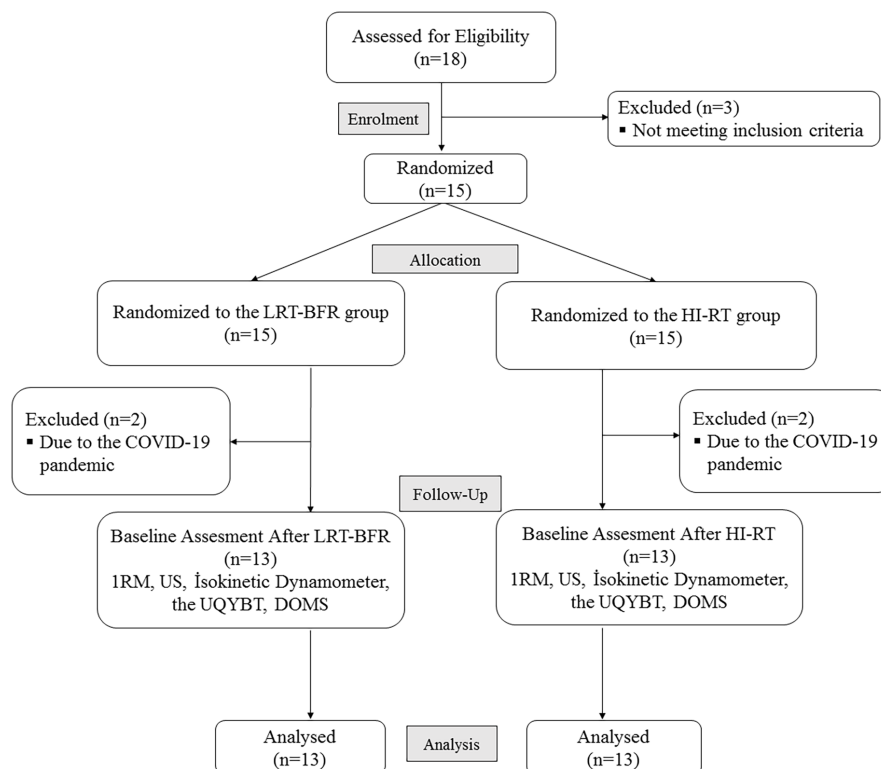 Assessed for Eligibility
(n=18)
Enrolment
Excluded (n=3)
▪ Not meeting inclusion criteria
Randomized
(n=15)
Allocation
Randomized to the LRT-BFR group
(n=15)
Randomized to the HI-RT group
(n=15)
Excluded (n=2)
▪ Due to the COVID-19
pandemic
Excluded (n=2)
▪ Due to the COVID-19
pandemic
Follow-Up
Baseline Assesment After LRT-BFR
(n=13)
1RM, US, İsokinetic Dynamometer,
the UQYBT, DOMS
Baseline Assesment After HI-RT
(n=13)
1RM, US, İsokinetic Dynamometer,
the UQYBT, DOMS
Analysed
(n=13)
Analysis
Analysed
(n=13)